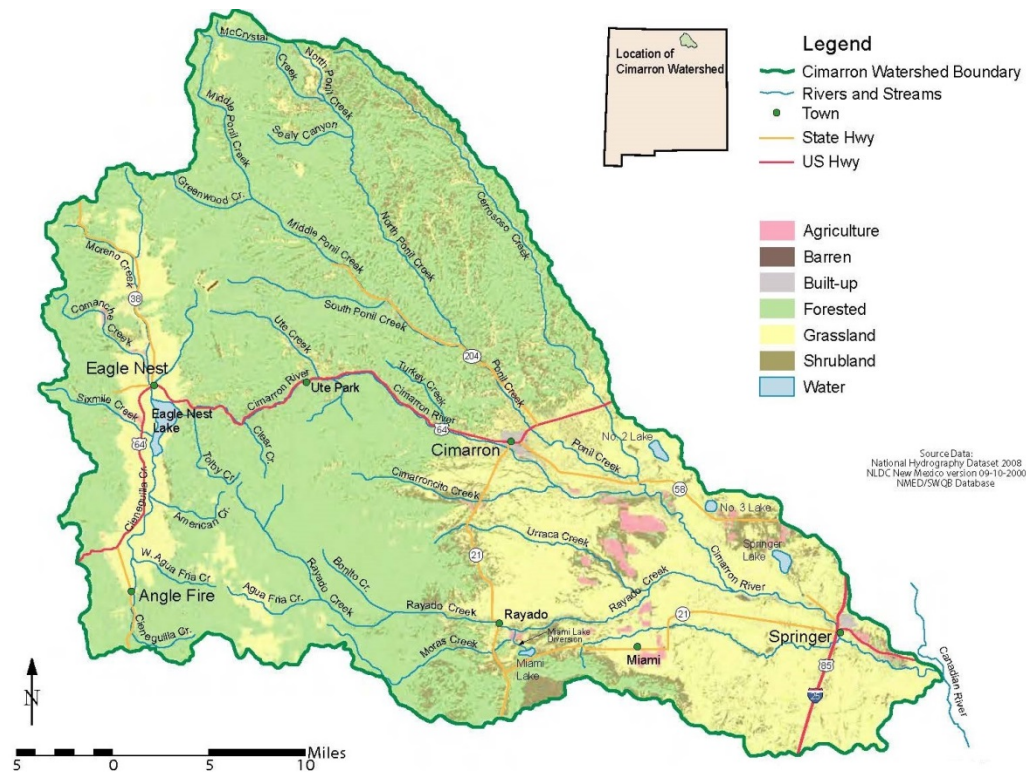 McCrystal
Creek
North Ponil Creek
Middle Ponil Creek
Sealy Canyon
Greenwood Cr.
Middle Ponil Creek
North Ponil Creek
Cerrososo Creek
Moreno Creek
38
Comanche
Creek
South Ponil Creek
Ute Creek
204
Ponil Creek
Eagle Nest
Ute Park
Cimarron River
Turkey Creek
Cimarron River
64
Sixmile Creek
Eagle Nest
Lake
64
Clear Cr.
Cimarron
Tolby Cr.
Cieneguilla Cr.
American Cr.
Cimarroncito Creek
Ponil Creek
No. 2 Lake
58
No. 3 Lake
Springer
Lake
Urraca Creek
21
Cimarron River
W. Agua Fria Cr.
Angle Fire
Agua Fria Cr.
Rayado Creek
Bonito Cr.
Rayado Creek
Rayado Creek
Rayado
Cieneguilla Cr.
Moras Creek
Miami Lake
Diversion
Miami
Lake
Miami
21
Springer
85
25
Canadian River
Location of
Cimarron Watershed
Legend
Cimarron Watershed Boundary
Rivers and Streams
Town
State Hwy
US Hwy
Agriculture
Barren
Built-up
Forested
Grassland
Shrubland
Water
Source Data:
National Hydrography Dataset 2008
NLDC New Mexico version 09-10-2000
NMED/SWQB Database
N
5 0 5 10 Miles